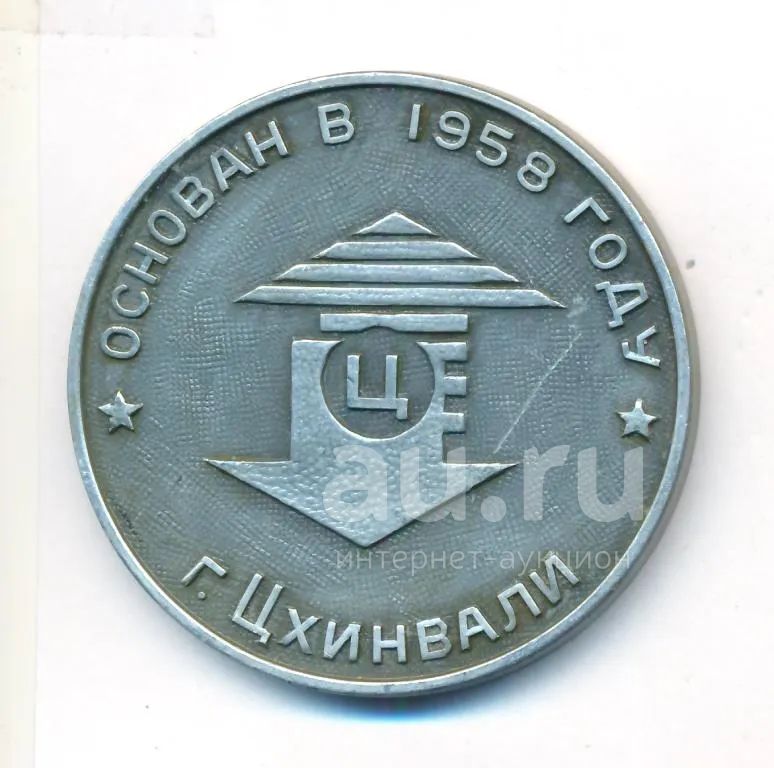 ОСНОВАН В 1958 ГОДУ
Ц
г. Цхинвали
au.ru
интернет-аукцион